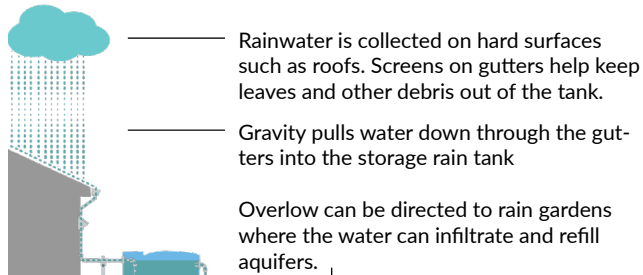 Rainwater is collected on hard surfaces
such as roofs. Screens on gutters help keep
leaves and other debris out of the tank.
Gravity pulls water down through the gut-
ters into the storage rain tank
Overlow can be directed to rain gardens
where the water can infiltrate and refill
aquifers.